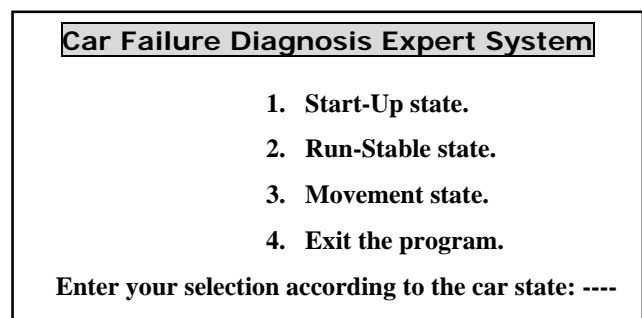 Car Failure Diagnosis Expert System
1. Start-Up state.
2. Run-Stable state.
3. Movement state.
4. Exit the program.
Enter your selection according to the car state: ----